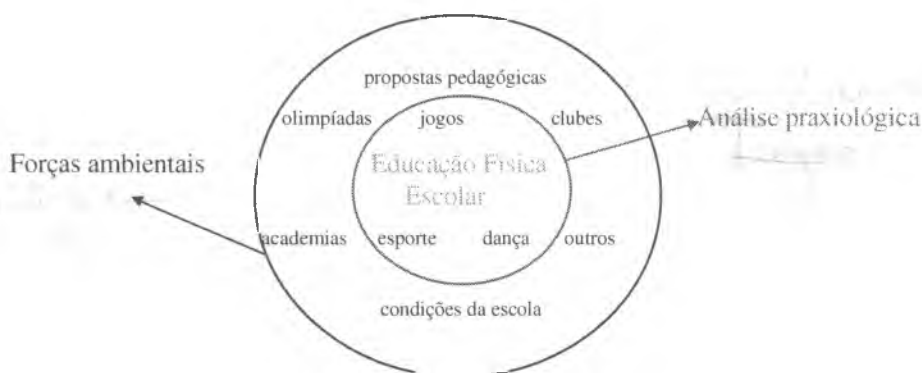 propostas pedagógicas
olimpíadas jogos clubes
Análise praxiológica
Forças ambientais
Educação Física
Escolar
academias esporte dança outros
condições da escola